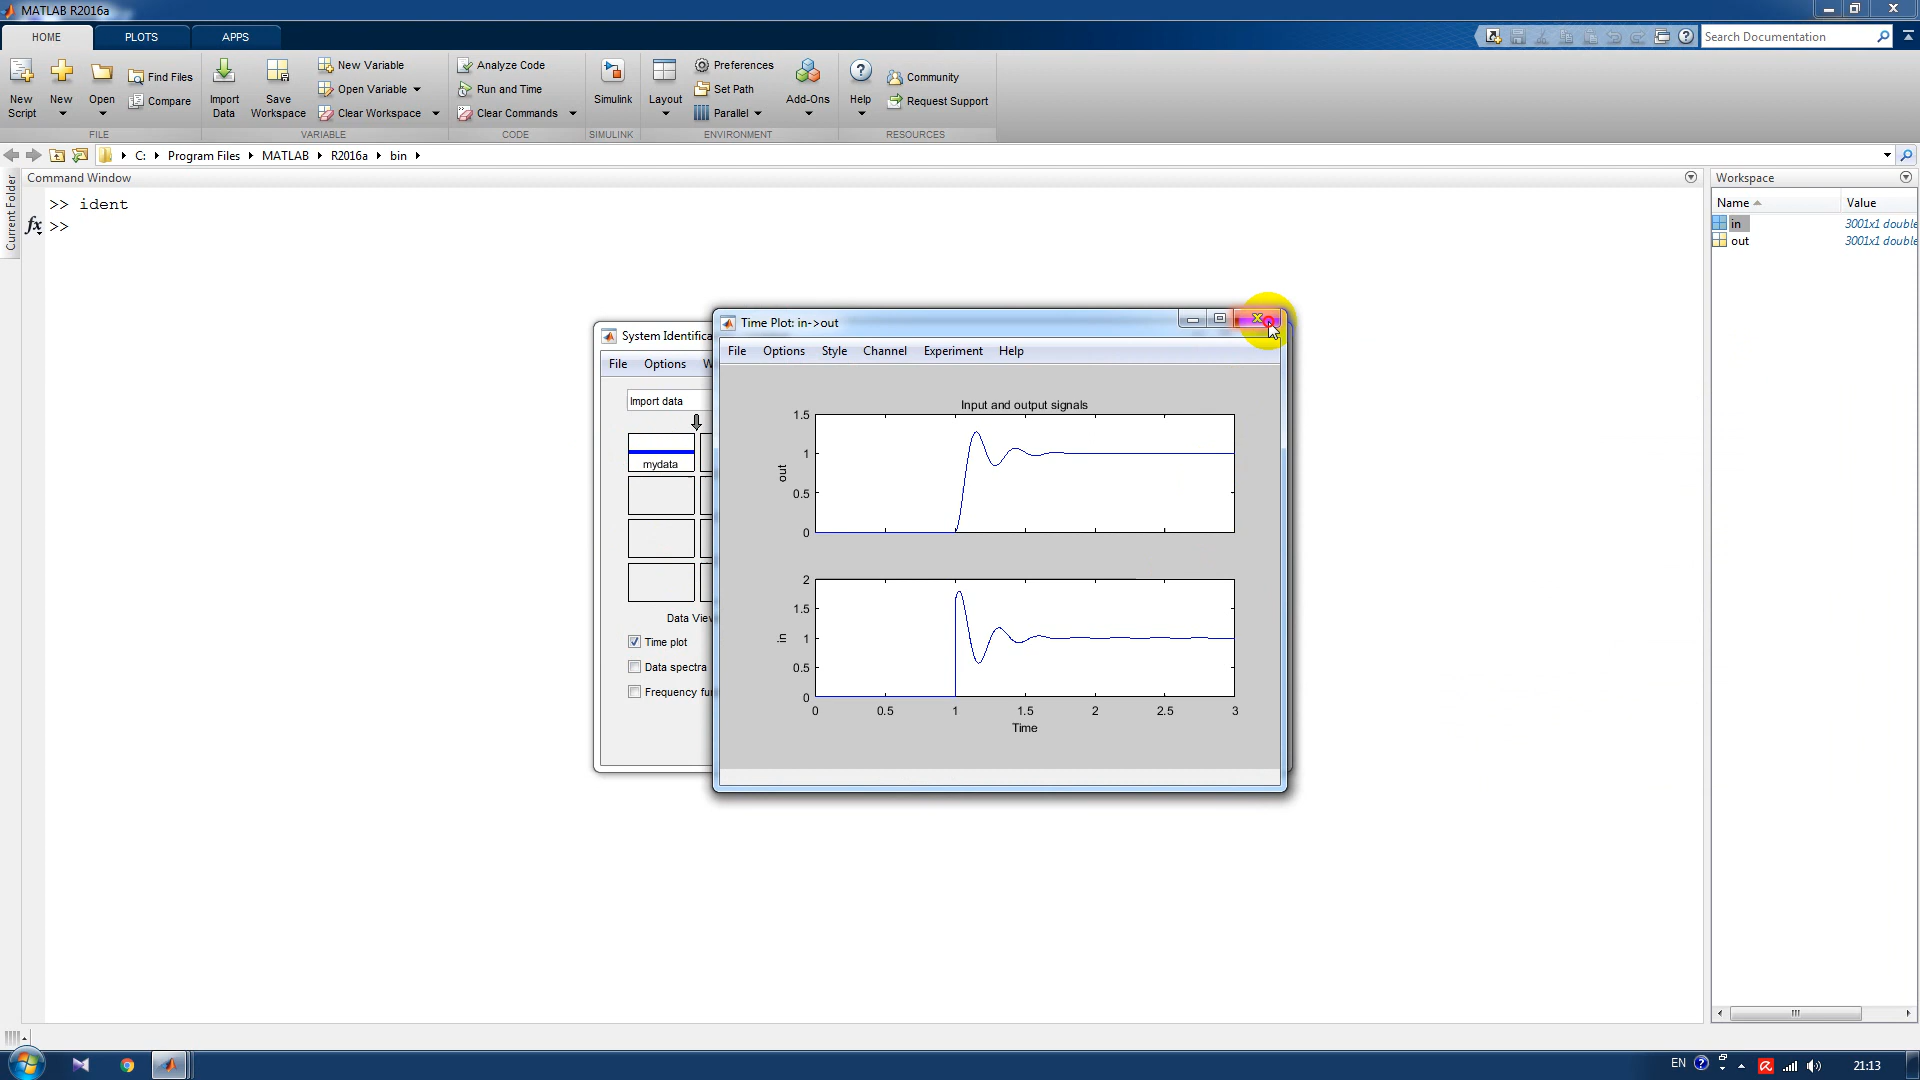 MATLAB R2016a
HOME
PLOTS
APPS
Search Documentation
New Script
New
Open
Find Files
Compare
Import Data
Save Workspace
New Variable
Open Variable
Clear Workspace
Analyze Code
Run and Time
Clear Commands
Simulink
Layout
Preferences
Set Path
Parallel
Add-Ons
Help
Community
Request Support
FILE
VARIABLE
CODE
SIMULINK
ENVIRONMENT
RESOURCES
C:
Program Files
MATLAB
R2016a
bin
Current Folder
Command Window
>> ident
fx >>
Workspace
Name
Value
in
3001x1 double
out
3001x1 double
System Identifica
File
Options
W
Import data
mydata
Data View
Time plot
Data spectra
Frequency fun
Time Plot: in->out
File
Options
Style
Channel
Experiment
Help
Input and output signals
1.5
1
0.5
0
out
2
1.5
1
0.5
0
in
0
0.5
1
1.5
2
2.5
3
Time
EN
21:13